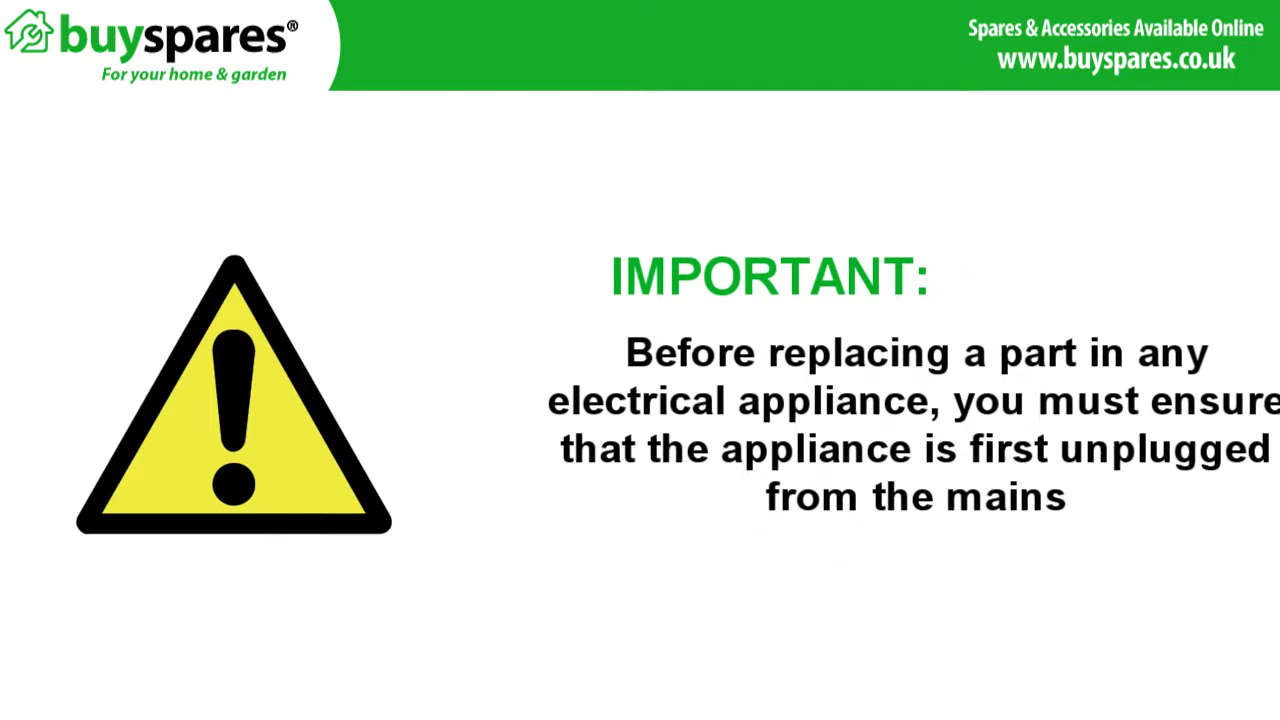 buyspares®
For your home & garden
Spares & Accessories Available Online
www.buyspares.co.uk
IMPORTANT:
Before replacing a part in any
electrical appliance, you must ensure
that the appliance is first unplugged
from the mains